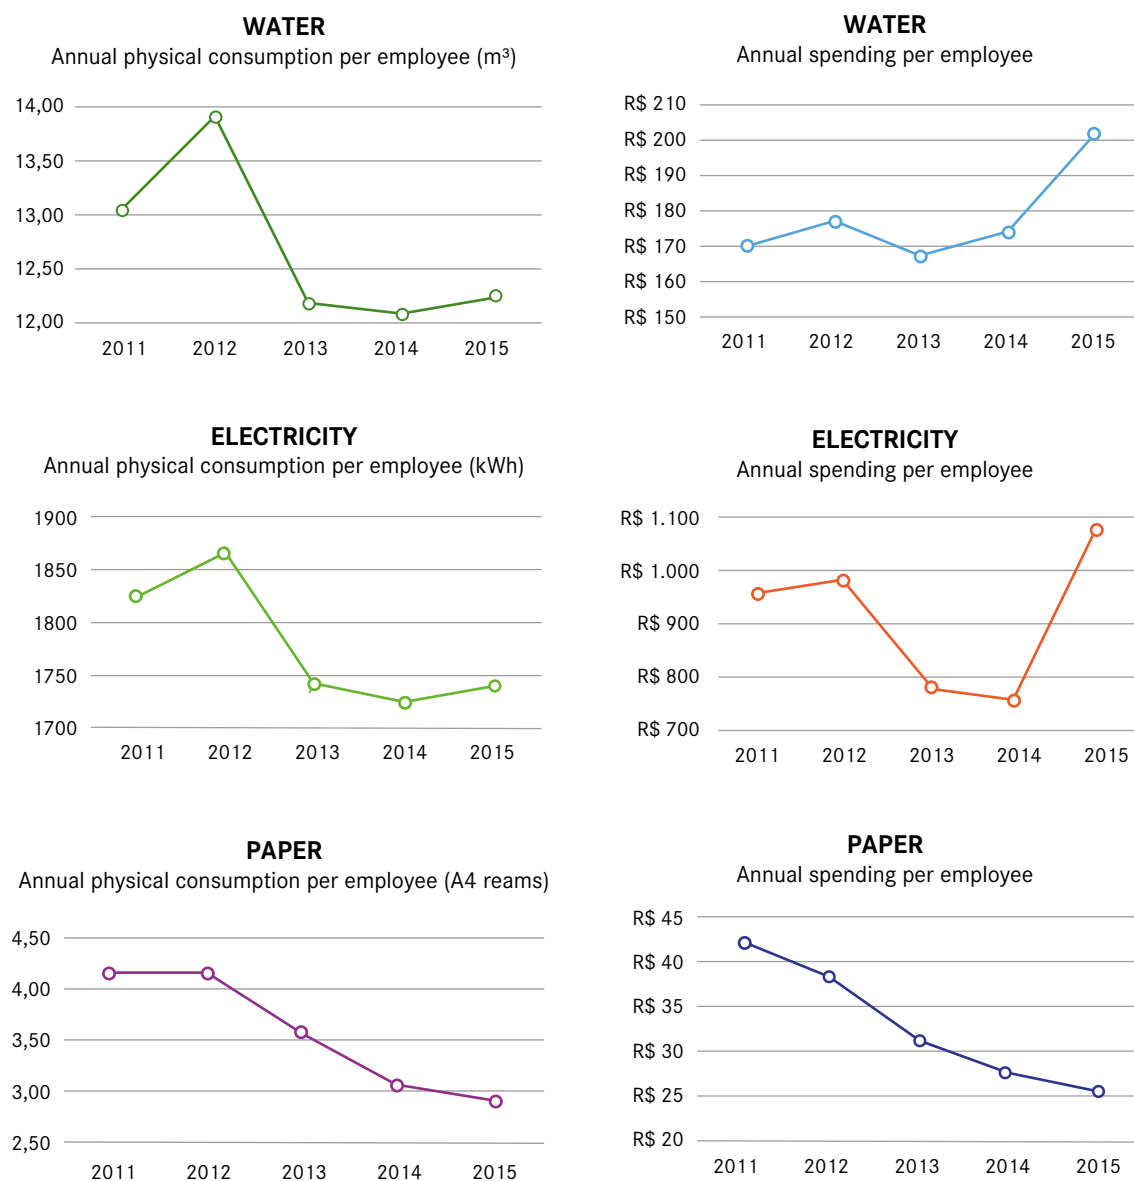 WATER
Annual physical consumption per employee (m³)
14,00
13,50
13,00
12,50
12,00
2011 2012 2013 2014 2015
WATER
Annual spending per employee
R$ 210
R$ 200
R$ 190
R$ 180
R$ 170
R$ 160
R$ 150
2011 2012 2013 2014 2015
ELECTRICITY
Annual physical consumption per employee (kWh)
1900
1850
1800
1750
1700
2011 2012 2013 2014 2015
ELECTRICITY
Annual spending per employee
R$ 1.100
R$ 1.000
R$ 900
R$ 800
R$ 700
2011 2012 2013 2014 2015
PAPER
Annual physical consumption per employee (A4 reams)
4,50
4,00
3,50
3,00
2,50
2011 2012 2013 2014 2015
PAPER
Annual spending per employee
R$ 45
R$ 40
R$ 35
R$ 30
R$ 25
R$ 20
2011 2012 2013 2014 2015